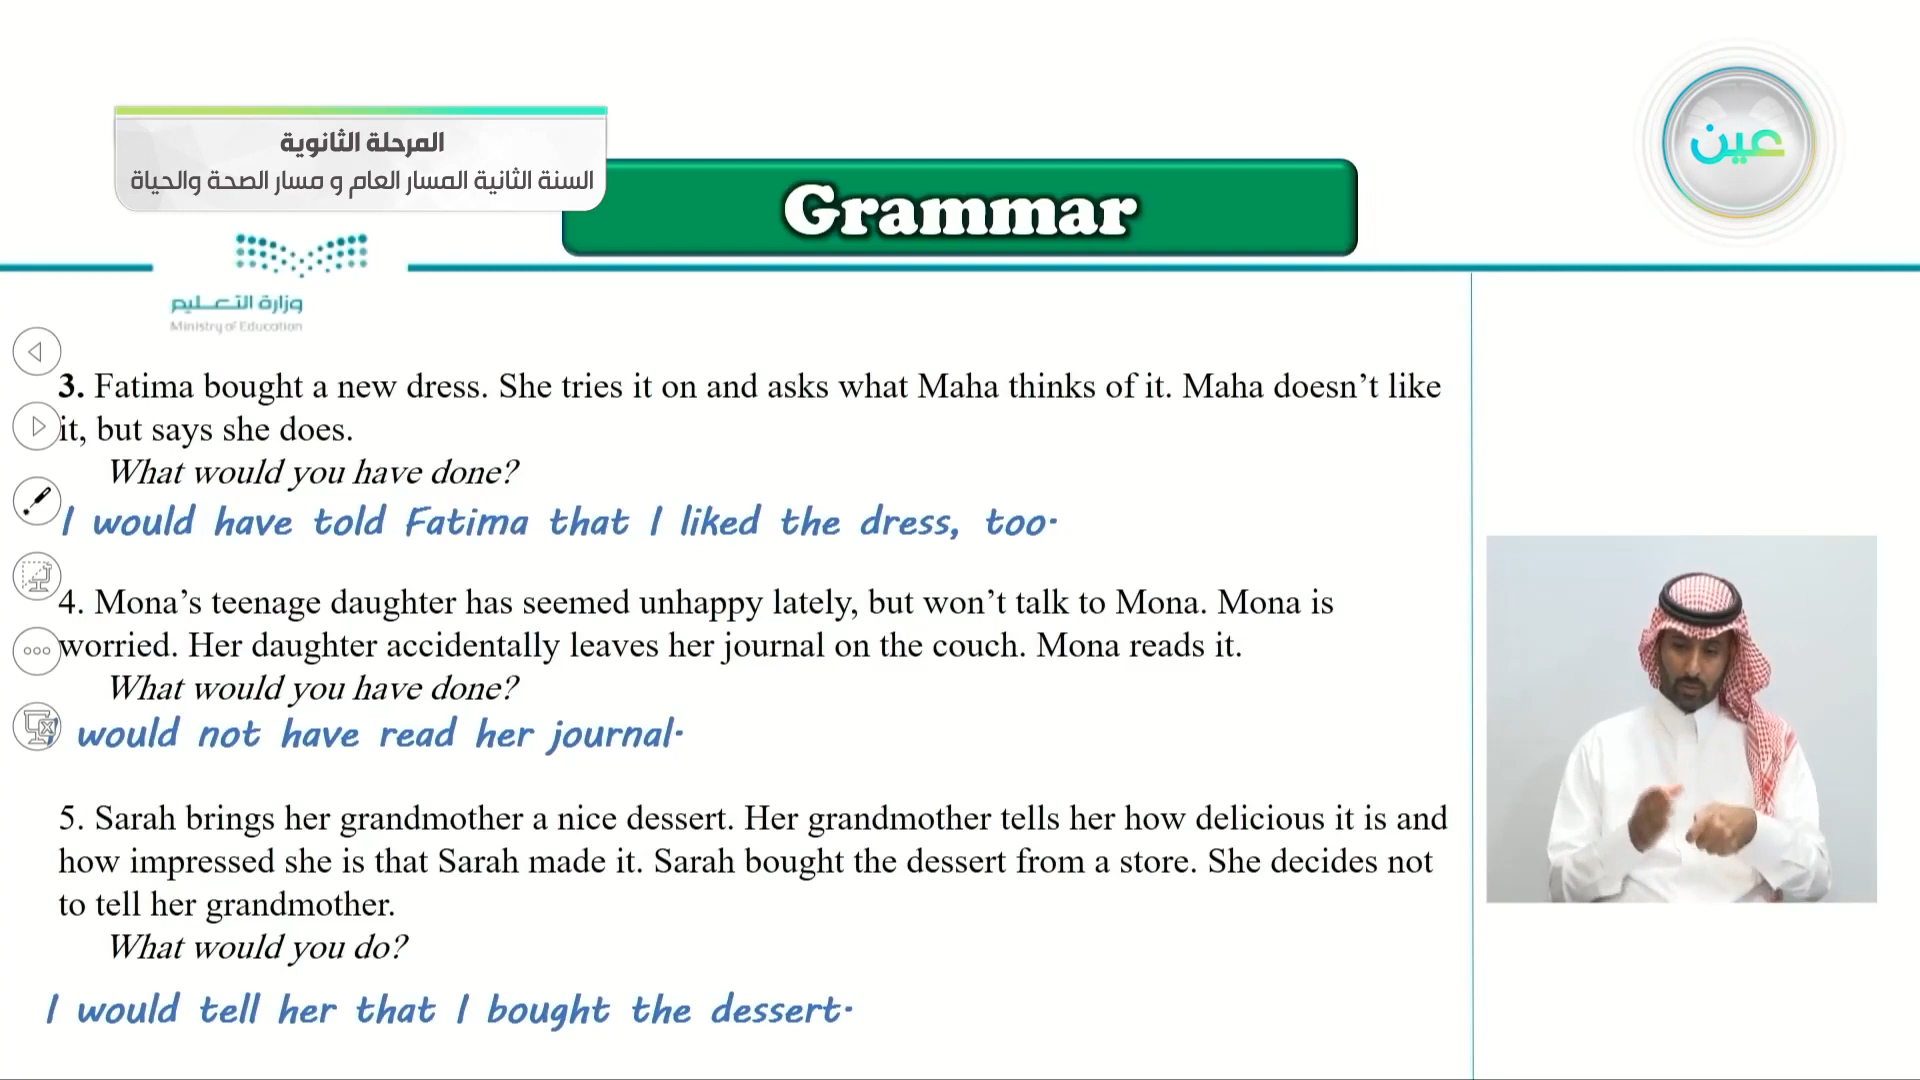 المرحلة الثانوية
السنة الثانية المسار العام و مسار الصحة والحياة
عين
Grammar
وزارة التعليم
Ministry of Education
3. Fatima bought a new dress. She tries it on and asks what Maha thinks of it. Maha doesn’t like
it, but says she does.
What would you have done?
I would have told Fatima that I liked the dress, too.
4. Mona’s teenage daughter has seemed unhappy lately, but won’t talk to Mona. Mona is
worried. Her daughter accidentally leaves her journal on the couch. Mona reads it.
What would you have done?
I would not have read her journal.
5. Sarah brings her grandmother a nice dessert. Her grandmother tells her how delicious it is and
how impressed she is that Sarah made it. Sarah bought the dessert from a store. She decides not
to tell her grandmother.
What would you do?
I would tell her that I bought the dessert.